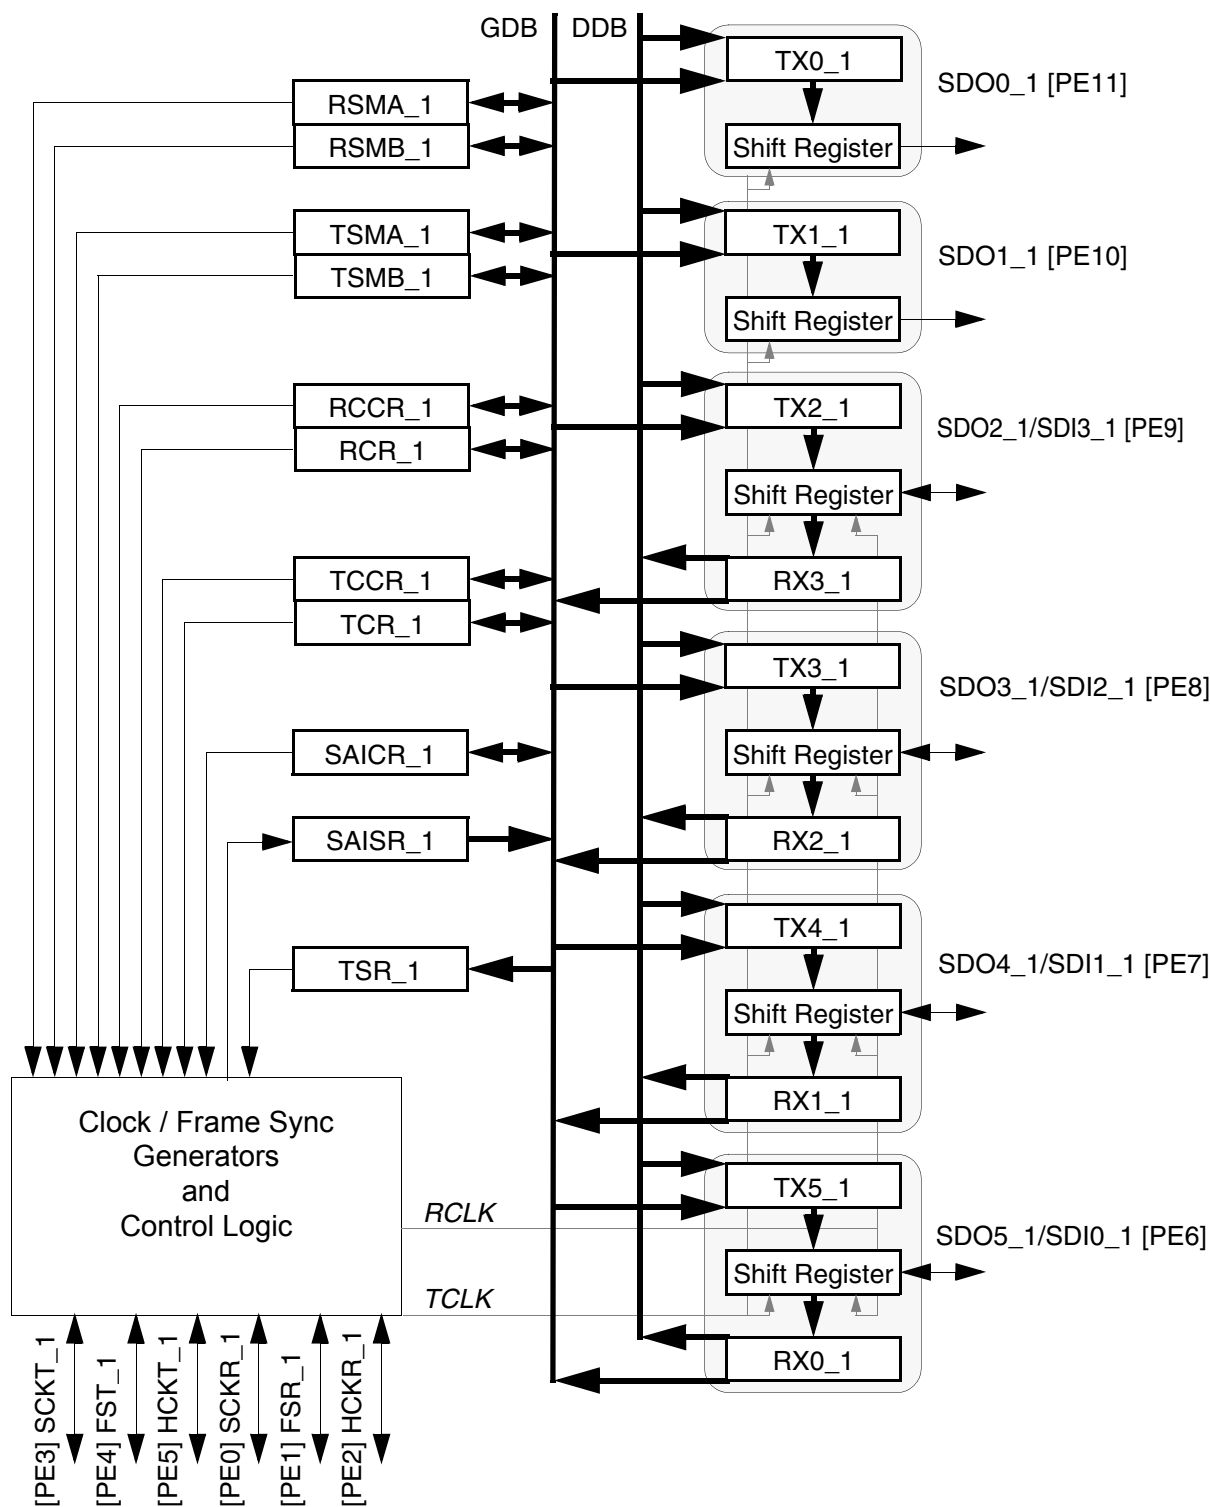 GDB
DDB
TX0_1
SDO0_1 [PE11]
RSMA_1
RSMB_1
Shift Register
TSMA_1
TX1_1
SDO1_1 [PE10]
TSMB_1
Shift Register
RCCR_1
TX2_1
SDO2_1/SDI3_1 [PE9]
RCR_1
Shift Register
TCCR_1
RX3_1
TCR_1
TX3_1
SDO3_1/SDI2_1 [PE8]
SAICR_1
Shift Register
SAISR_1
RX2_1
TX4_1
SDO4_1/SDI1_1 [PE7]
TSR_1
Shift Register
RX1_1
Clock / Frame Sync
Generators
and
Control Logic
TX5_1
RCLK
SDO5_1/SDI0_1 [PE6]
Shift Register
TCLK
RX0_1
[PE3] SCKT_1
[PE4] FST_1
[PE5] HCKT_1
[PE0] SCKR_1
[PE1] FSR_1
[PE2] HCKR_1